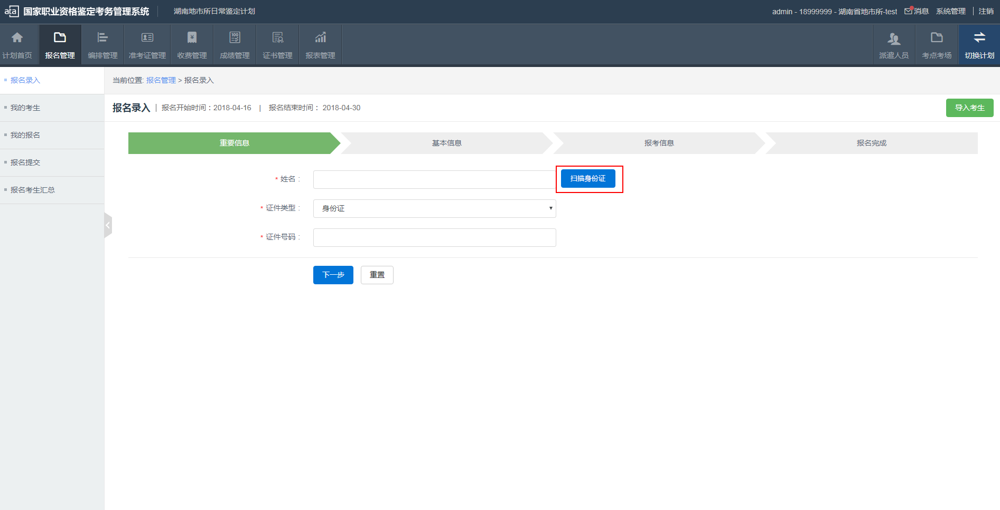 ata 国家职业资格鉴定考务管理系统 湖南地市所日常鉴定计划 admin - 18999999 - 湖南省地市所-test 消息 系统管理 注销
计划首页 报名管理 编排管理 准考证管理 收费管理 成绩管理 证书管理 报表管理 派遣人员 考点考场 切换计划
报名录入
我的考生
我的报名
报名提交
报名考生汇总
当前位置: 报名管理 > 报名录入
报名录入 | 报名开始时间：2018-04-16 | 报名结束时间： 2018-04-30 导入考生
重要信息 基本信息 报考信息 报名完成
* 姓名： 扫描身份证
* 证件类型： 身份证
* 证件号码：
下一步 重置